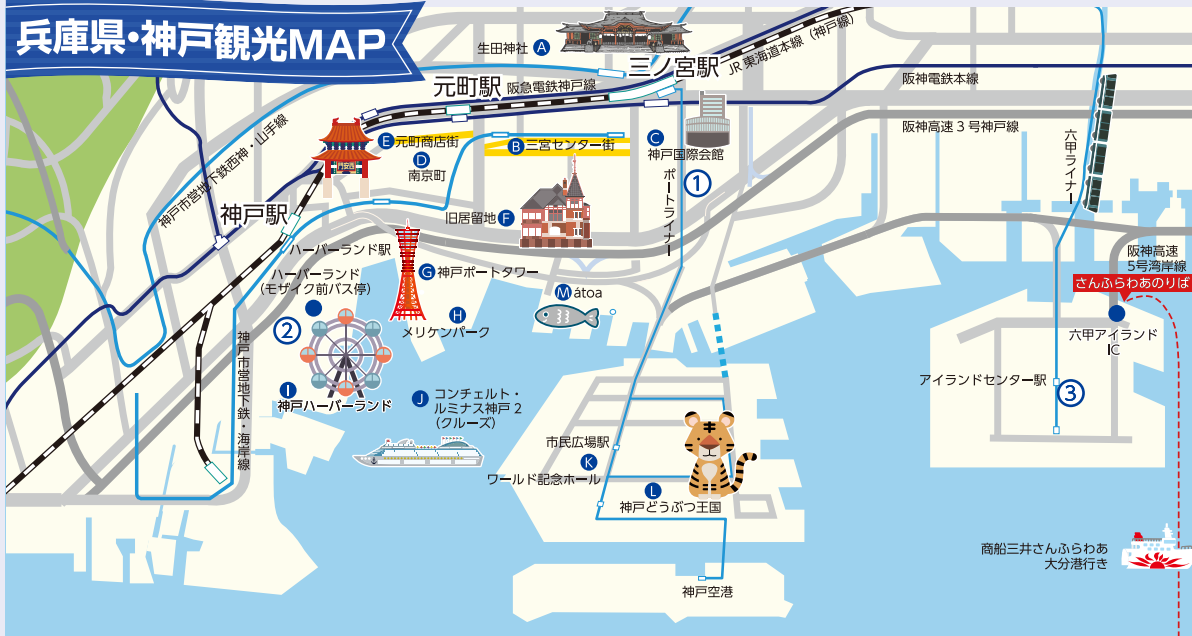 兵庫県・神戸観光MAP
生田神社 A
三ノ宮駅
JR東海道本線(神戸線)
元町駅
阪急電鉄神戸線
阪神電鉄本線
阪神高速3号神戸線
神戸市営地下鉄西神・山手線
E 元町商店街
D
南京町
B 三宮センター街
C
神戸国際会館
ポートライナー
①
六甲ライナー
神戸駅
旧居留地 F
ハーバーランド駅
ハーバーランド
(モザイク前バス停)
G 神戸ポートタワー
H
メリケンパーク
M átoa
阪神高速
5号湾岸線
さんふらわあのりば
六甲アイランド
IC
②
神戸市営地下鉄・海岸線
I
神戸ハーバーランド
J コンチェルト・
ルミナス神戸2
(クルーズ)
アイランドセンター駅
③
市民広場駅
K
ワールド記念ホール
L
神戸どうぶつ王国
神戸空港
商船三井さんふらわあ
大分港行き